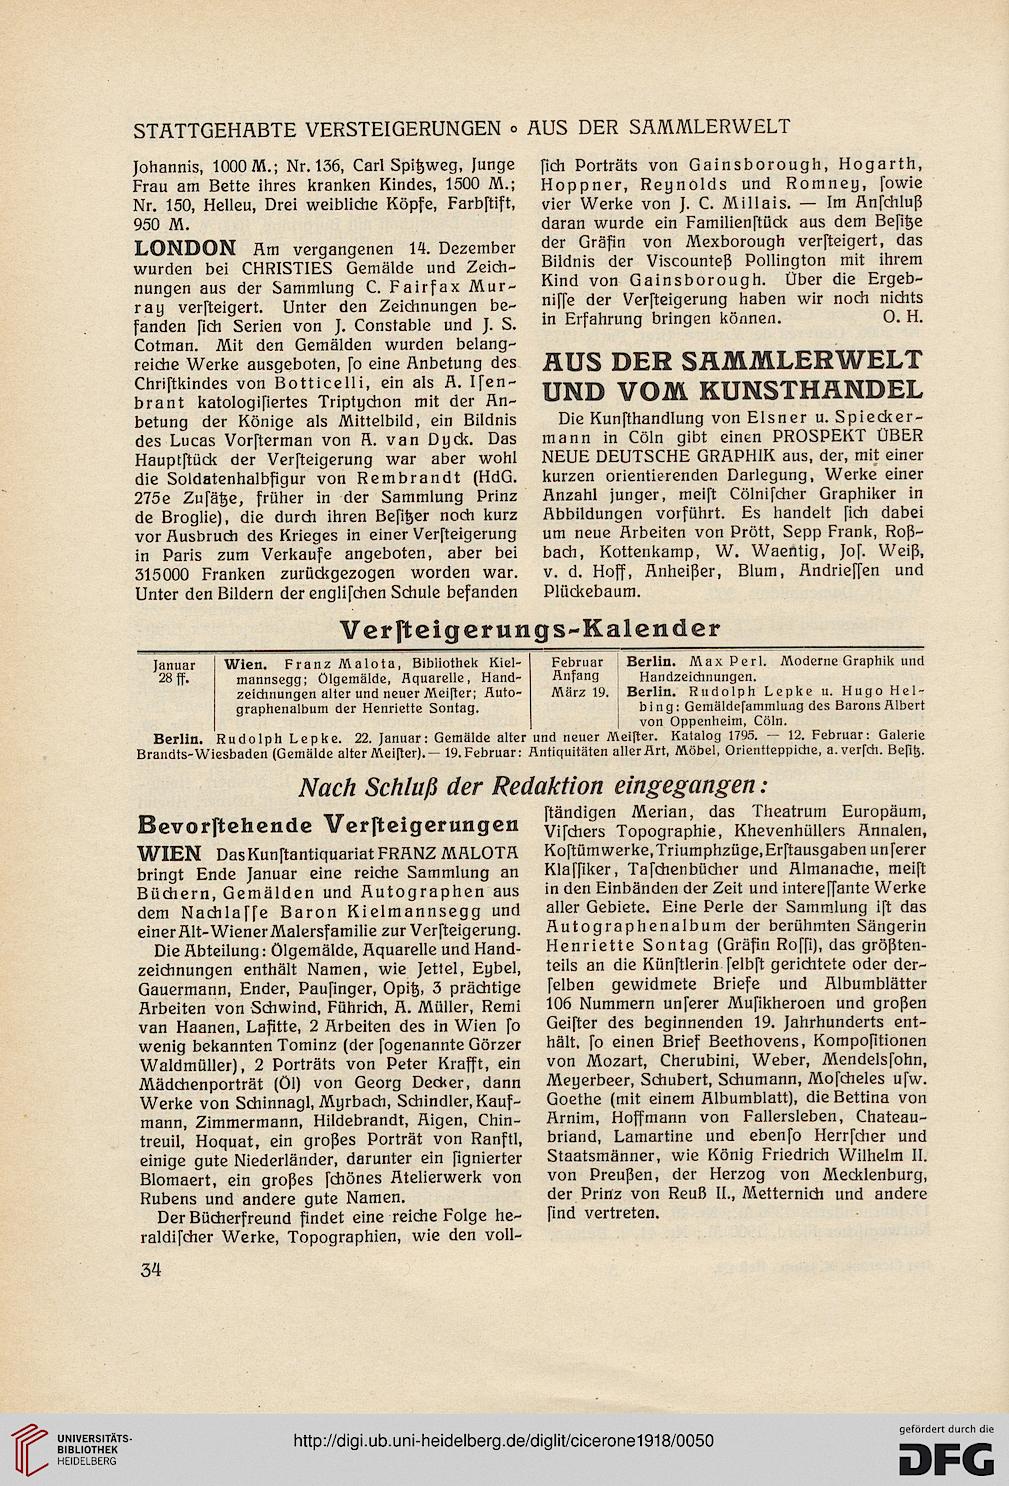 STATTGEHABTE VERSTEIGERUNGEN ∘ AUS DER SAMMLERWELT
Johannis, 1000 M.; Nr. 136, Carl Spitzweg, Junge
Frau am Bette ihres kranken Kindes, 1500 M.;
Nr. 150, Helleu, Drei weibliche Köpfe, Farbſtift,
950 M.
LONDON Am vergangenen 14. Dezember
wurden bei CHRISTIES Gemälde und Zeich-
nungen aus der Sammlung C. Fairfax Mur-
ray verſteigert. Unter den Zeichnungen be-
fanden ſich Serien von J. Constable und J. S.
Cotman. Mit den Gemälden wurden belang-
reiche Werke ausgeboten, ſo eine Anbetung des
Chriſtkindes von Botticelli, ein als A. Iſen-
brant katologiſiertes Triptychon mit der An-
betung der Könige als Mittelbild, ein Bildnis
des Lucas Vorſterman von A. van Dyck. Das
Hauptſtück der Verſteigerung war aber wohl
die Soldatenhalbfigur von Rembrandt (HdG.
275e Zuſätze, früher in der Sammlung Prinz
de Broglie), die durch ihren Beſitzer noch kurz
vor Ausbruch des Krieges in einer Verſteigerung
in Paris zum Verkaufe angeboten, aber bei
315000 Franken zurückgezogen worden war.
Unter den Bildern der engliſchen Schule befanden
ſich Porträts von Gainsborough, Hogarth,
Hoppner, Reynolds und Romney, ſowie
vier Werke von J. C. Millais. — Im Anſchluß
daran wurde ein Familienſtück aus dem Beſitze
der Gräfin von Mexborough verſteigert, das
Bildnis der Viscounteß Pollington mit ihrem
Kind von Gainsborough. Über die Ergeb-
niſſe der Verſteigerung haben wir noch nichts
in Erfahrung bringen können. O. H.
AUS DER SAMMLERWELT
UND VOM KUNSTHANDEL
Die Kunſthandlung von Elsner u. Spiecker-
mann in Cöln gibt einen PROSPEKT ÜBER
NEUE DEUTSCHE GRAPHIK aus, der, mit einer
kurzen orientierenden Darlegung, Werke einer
Anzahl junger, meiſt Cölniſcher Graphiker in
Abbildungen vorführt. Es handelt ſich dabei
um neue Arbeiten von Prött, Sepp Frank, Roß-
bach, Kottenkamp, W. Waentig, Joſ. Weiß,
v. d. Hoff, Anheißer, Blum, Andrieſſen und
Plückebaum.
Verſteigerungs-Kalender
Januar
28 ff.
Wien. Franz Malota, Bibliothek Kiel-
mannsegg; Ölgemälde, Aquarelle, Hand-
zeichnungen alter und neuer Meiſter; Auto-
graphenalbum der Henriette Sontag.
Februar
Anfang
März 19.
Berlin. Max Perl. Moderne Graphik und
Handzeichnungen.
Berlin. Rudolph Lepke u. Hugo Hel-
bing: Gemäldeſammlung des Barons Albert
von Oppenheim, Cöln.
Berlin. Rudolph Lepke. 22. Januar: Gemälde alter und neuer Meiſter. Katalog 1795. — 12. Februar: Galerie
Brandts-Wiesbaden (Gemälde alter Meiſter). — 19. Februar: Antiquitäten aller Art, Möbel, Orientteppiche, a. verſch. Beſitz.
Nach Schluß der Redaktion eingegangen:
Bevorſtehende Verſteigerungen
WIEN Das Kunſtantiquariat FRANZ MALOTA
bringt Ende Januar eine reiche Sammlung an
Büchern, Gemälden und Autographen aus
dem Nachlaſſe Baron Kielmannsegg und
einer Alt-Wiener Malersfamilie zur Verſteigerung.
Die Abteilung: Ölgemälde, Aquarelle und Hand-
zeichnungen enthält Namen, wie Jettel, Eybel,
Gauermann, Ender, Pauſinger, Opitz, 3 prächtige
Arbeiten von Schwind, Führich, A. Müller, Remi
van Haanen, Lafitte, 2 Arbeiten des in Wien ſo
wenig bekannten Tominz (der ſogenannte Görzer
Waldmüller), 2 Porträts von Peter Krafft, ein
Mädchenporträt (Öl) von Georg Decker, dann
Werke von Schinnagl, Myrbach, Schindler, Kauf-
mann, Zimmermann, Hildebrandt, Aigen, Chin-
treuil, Hoquat, ein großes Porträt von Ranftl,
einige gute Niederländer, darunter ein ſignierter
Blomaert, ein großes ſchönes Atelierwerk von
Rubens und andere gute Namen.
Der Bücherfreund findet eine reiche Folge he-
raldiſcher Werke, Topographien, wie den voll-
ſtändigen Merian, das Theatrum Europäum,
Viſchers Topographie, Khevenhüllers Annalen,
Koſtümwerke, Triumphzüge, Erſtausgaben unſerer
Klaſſiker, Taſchenbücher und Almanache, meiſt
in den Einbänden der Zeit und intereſſante Werke
aller Gebiete. Eine Perle der Sammlung iſt das
Autographenalbum der berühmten Sängerin
Henriette Sontag (Gräfin Roſſi), das größten-
teils an die Künſtlerin ſelbſt gerichtete oder der-
ſelben gewidmete Briefe und Albumblätter
106 Nummern unſerer Muſikheroen und großen
Geiſter des beginnenden 19. Jahrhunderts ent-
hält, ſo einen Brief Beethovens, Kompoſitionen
von Mozart, Cherubini, Weber, Mendelsſohn,
Meyerbeer, Schubert, Schumann, Moſcheles uſw.
Goethe (mit einem Albumblatt), die Bettina von
Arnim, Hoffmann von Fallersleben, Chateau-
briand, Lamartine und ebenſo Herrſcher und
Staatsmänner, wie König Friedrich Wilhelm II.
von Preußen, der Herzog von Mecklenburg,
der Prinz von Reuß II., Metternich und andere
ſind vertreten.
34
UNIVERSITÄTS-
BIBLIOTHEK
HEIDELBERG
http://digi.ub.uni-heidelberg.de/diglit/cicerone1918/0050
gefördert durch die
DFG